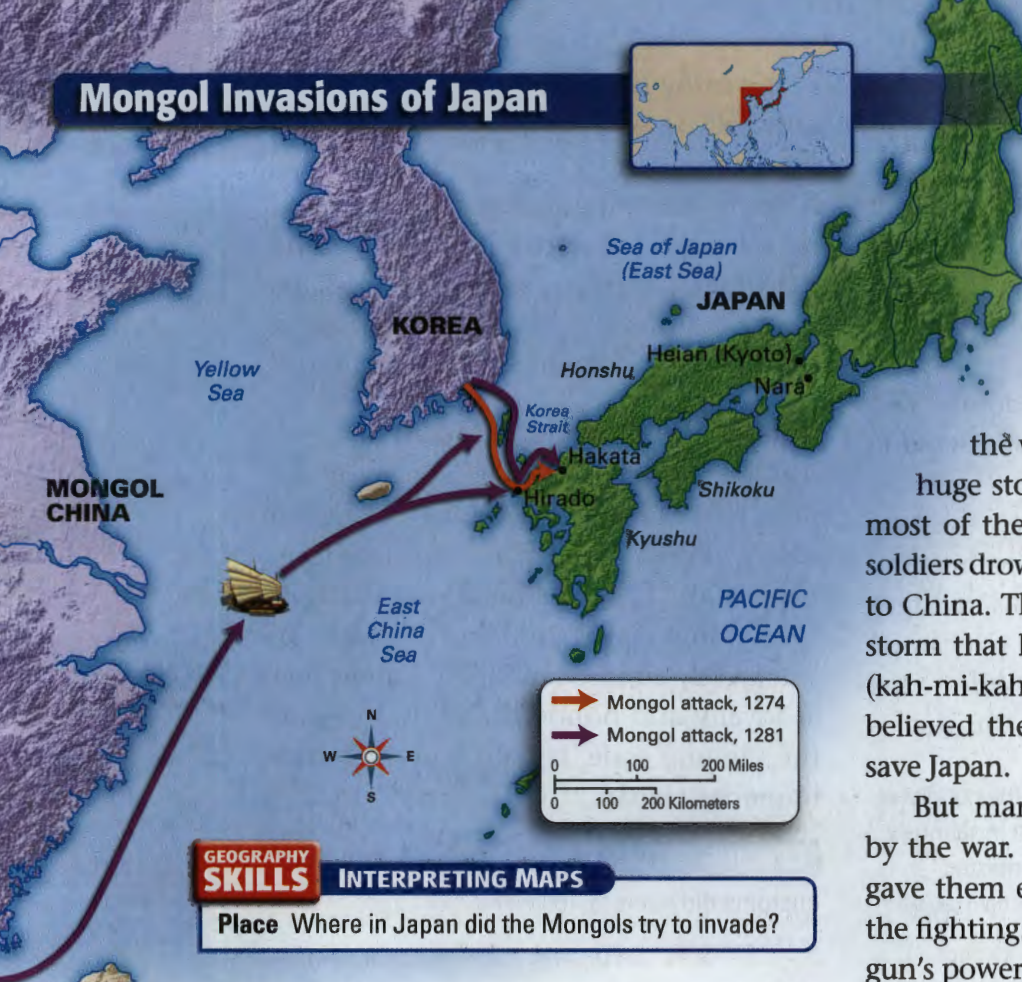 Mongol Invasions of Japan
Sea of Japan
(East Sea)
JAPAN
KOREA
Heian (Kyoto)
Nara
Honshu
Yellow
Sea
Korea
Strait
Hakata
Hirado
Shikoku
Kyushu
MONGOL
CHINA
East
China
Sea
PACIFIC
OCEAN
N
W E
S
Mongol attack, 1274
Mongol attack, 1281
0 100 200 Miles
0 100 200 Kilometers
GEOGRAPHY
SKILLS INTERPRETING MAPS
Place Where in Japan did the Mongols try to invade?
the
huge
most of the
soldiers
to China.
storm that
(kah-mi-kah
believed the
save Japan.
But
by the war.
gave them
the fighting
gun's power